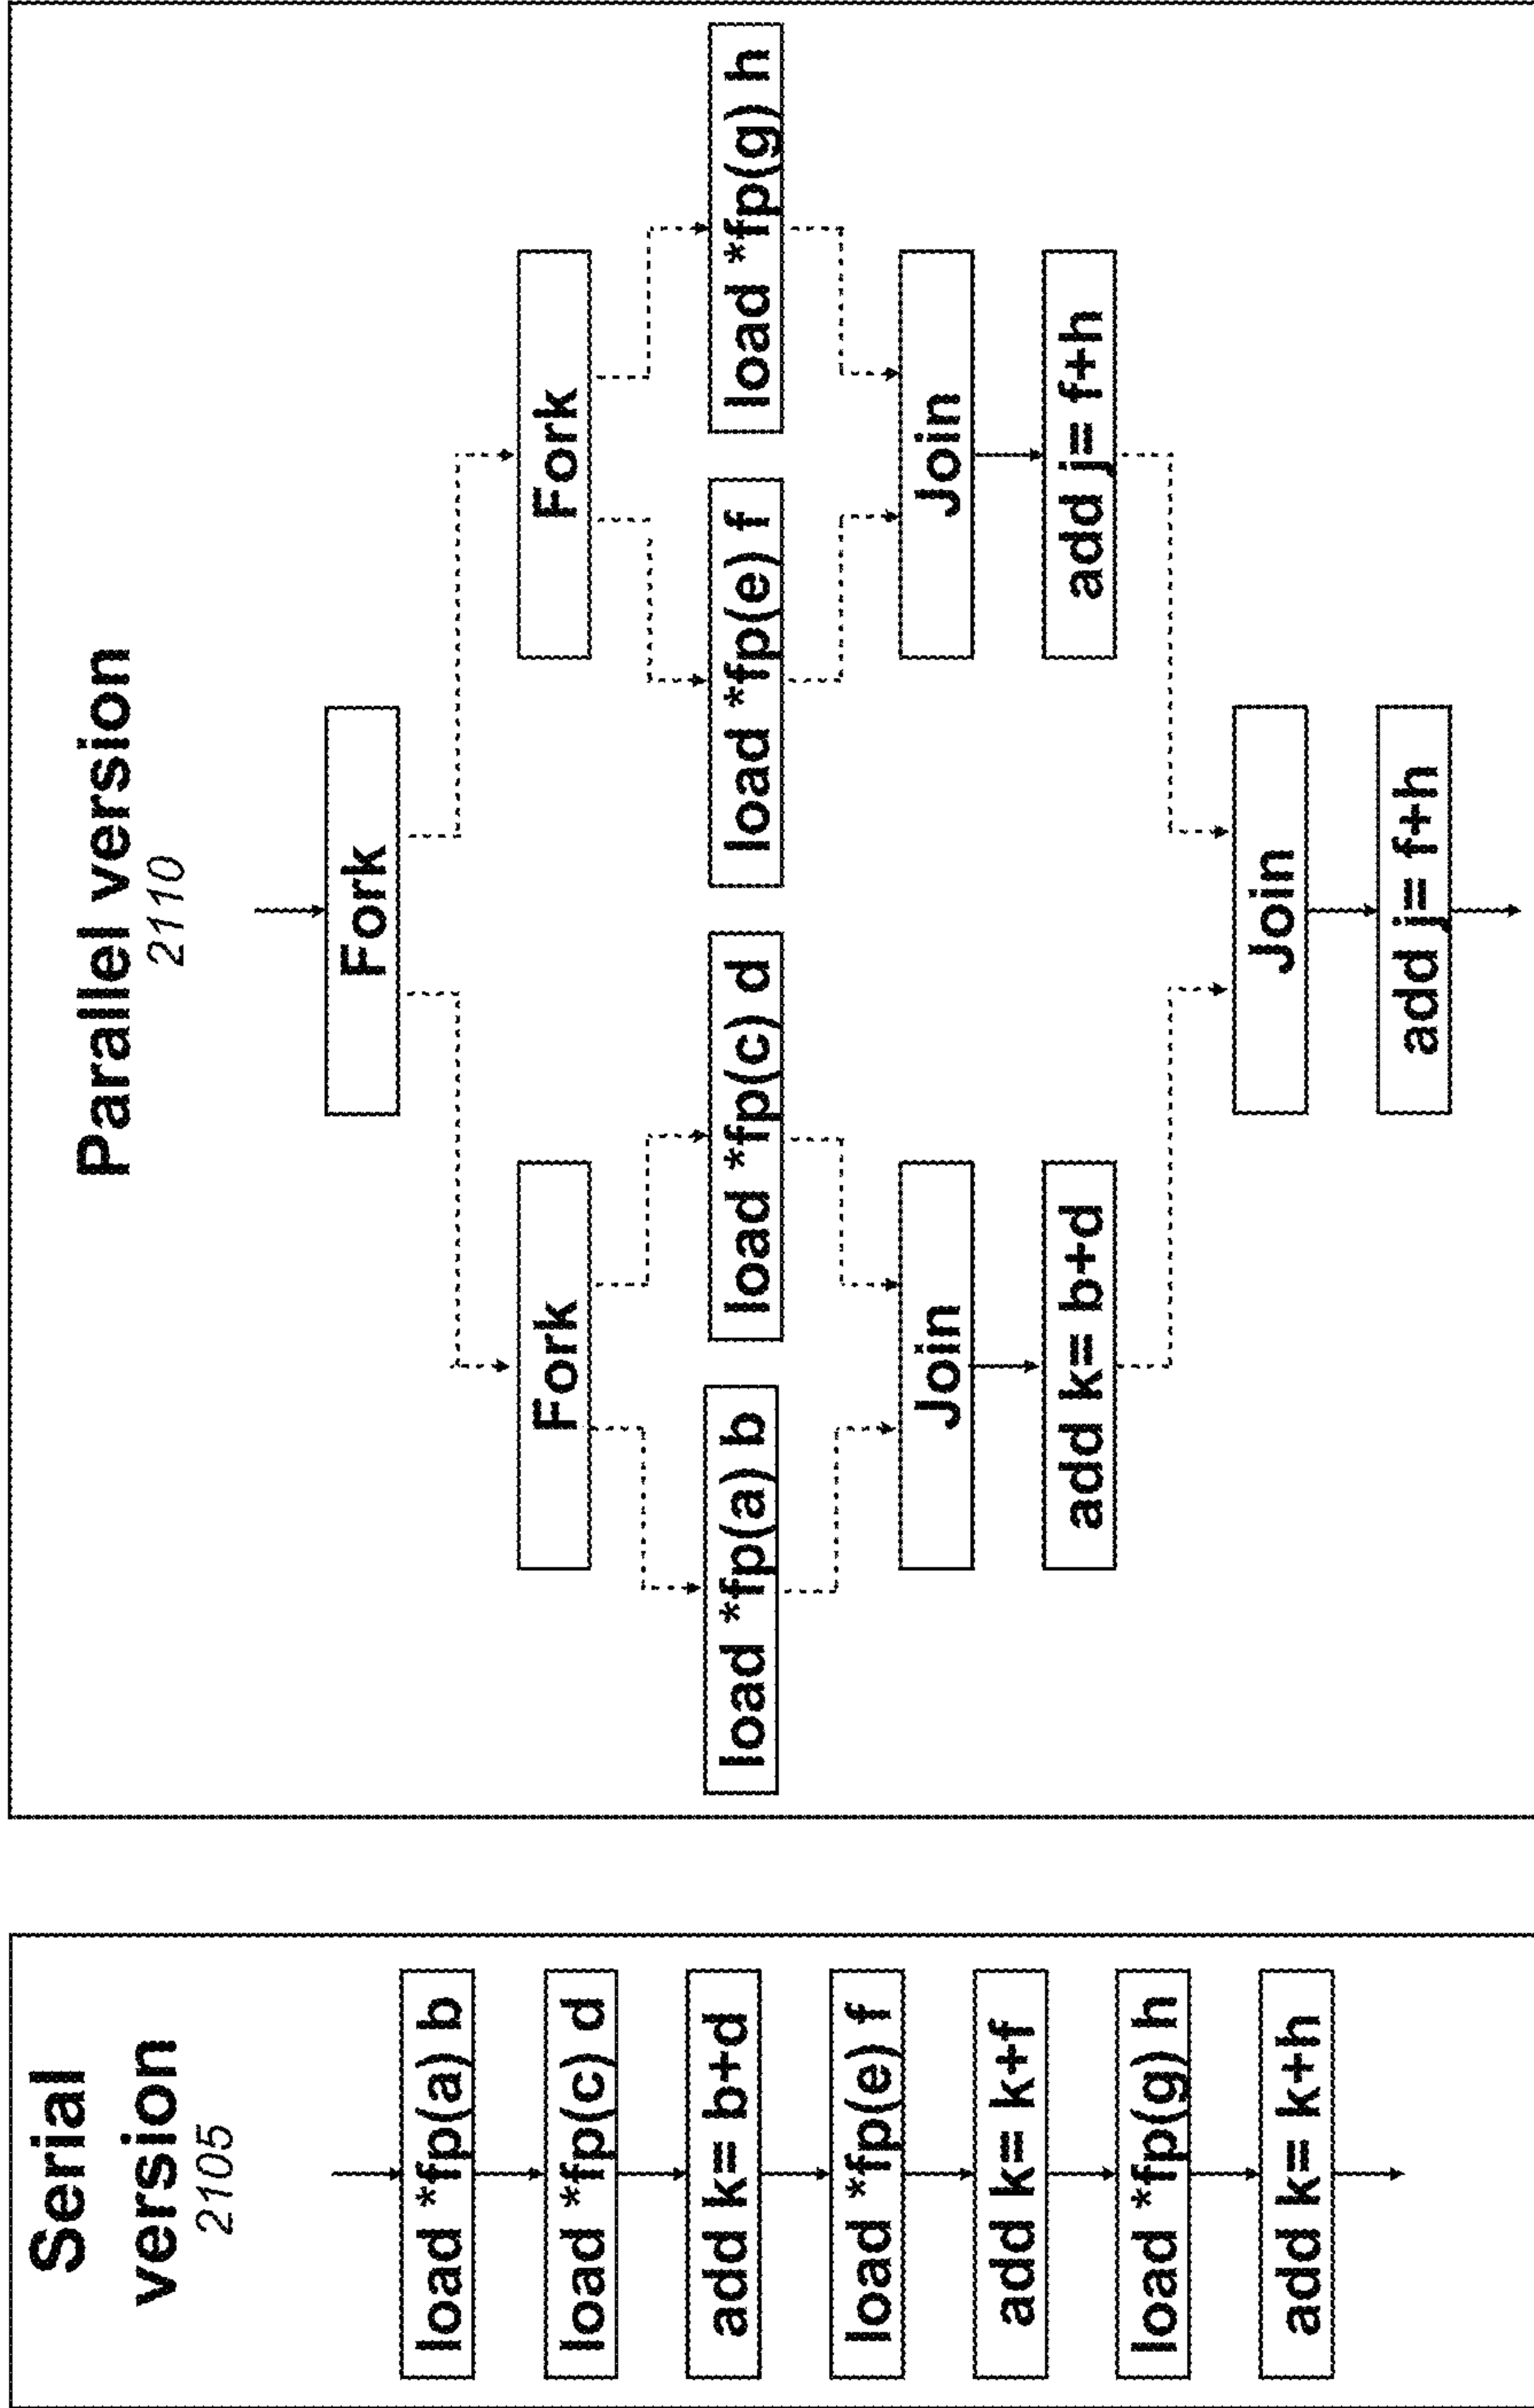 Serial
version
2105
load *fp(a) b
load *fp(c) d
add k= b+d
load *fp(e) f
add k= k+f
load *fp(g) h
add k= k+h
Parallel version
2110
Fork
Fork
Fork
load *fp(a) b
load *fp(c) d
load *fp(e) f
load *fp(g) h
Join
Join
add k= b+d
add j= f+h
Join
add j= f+h